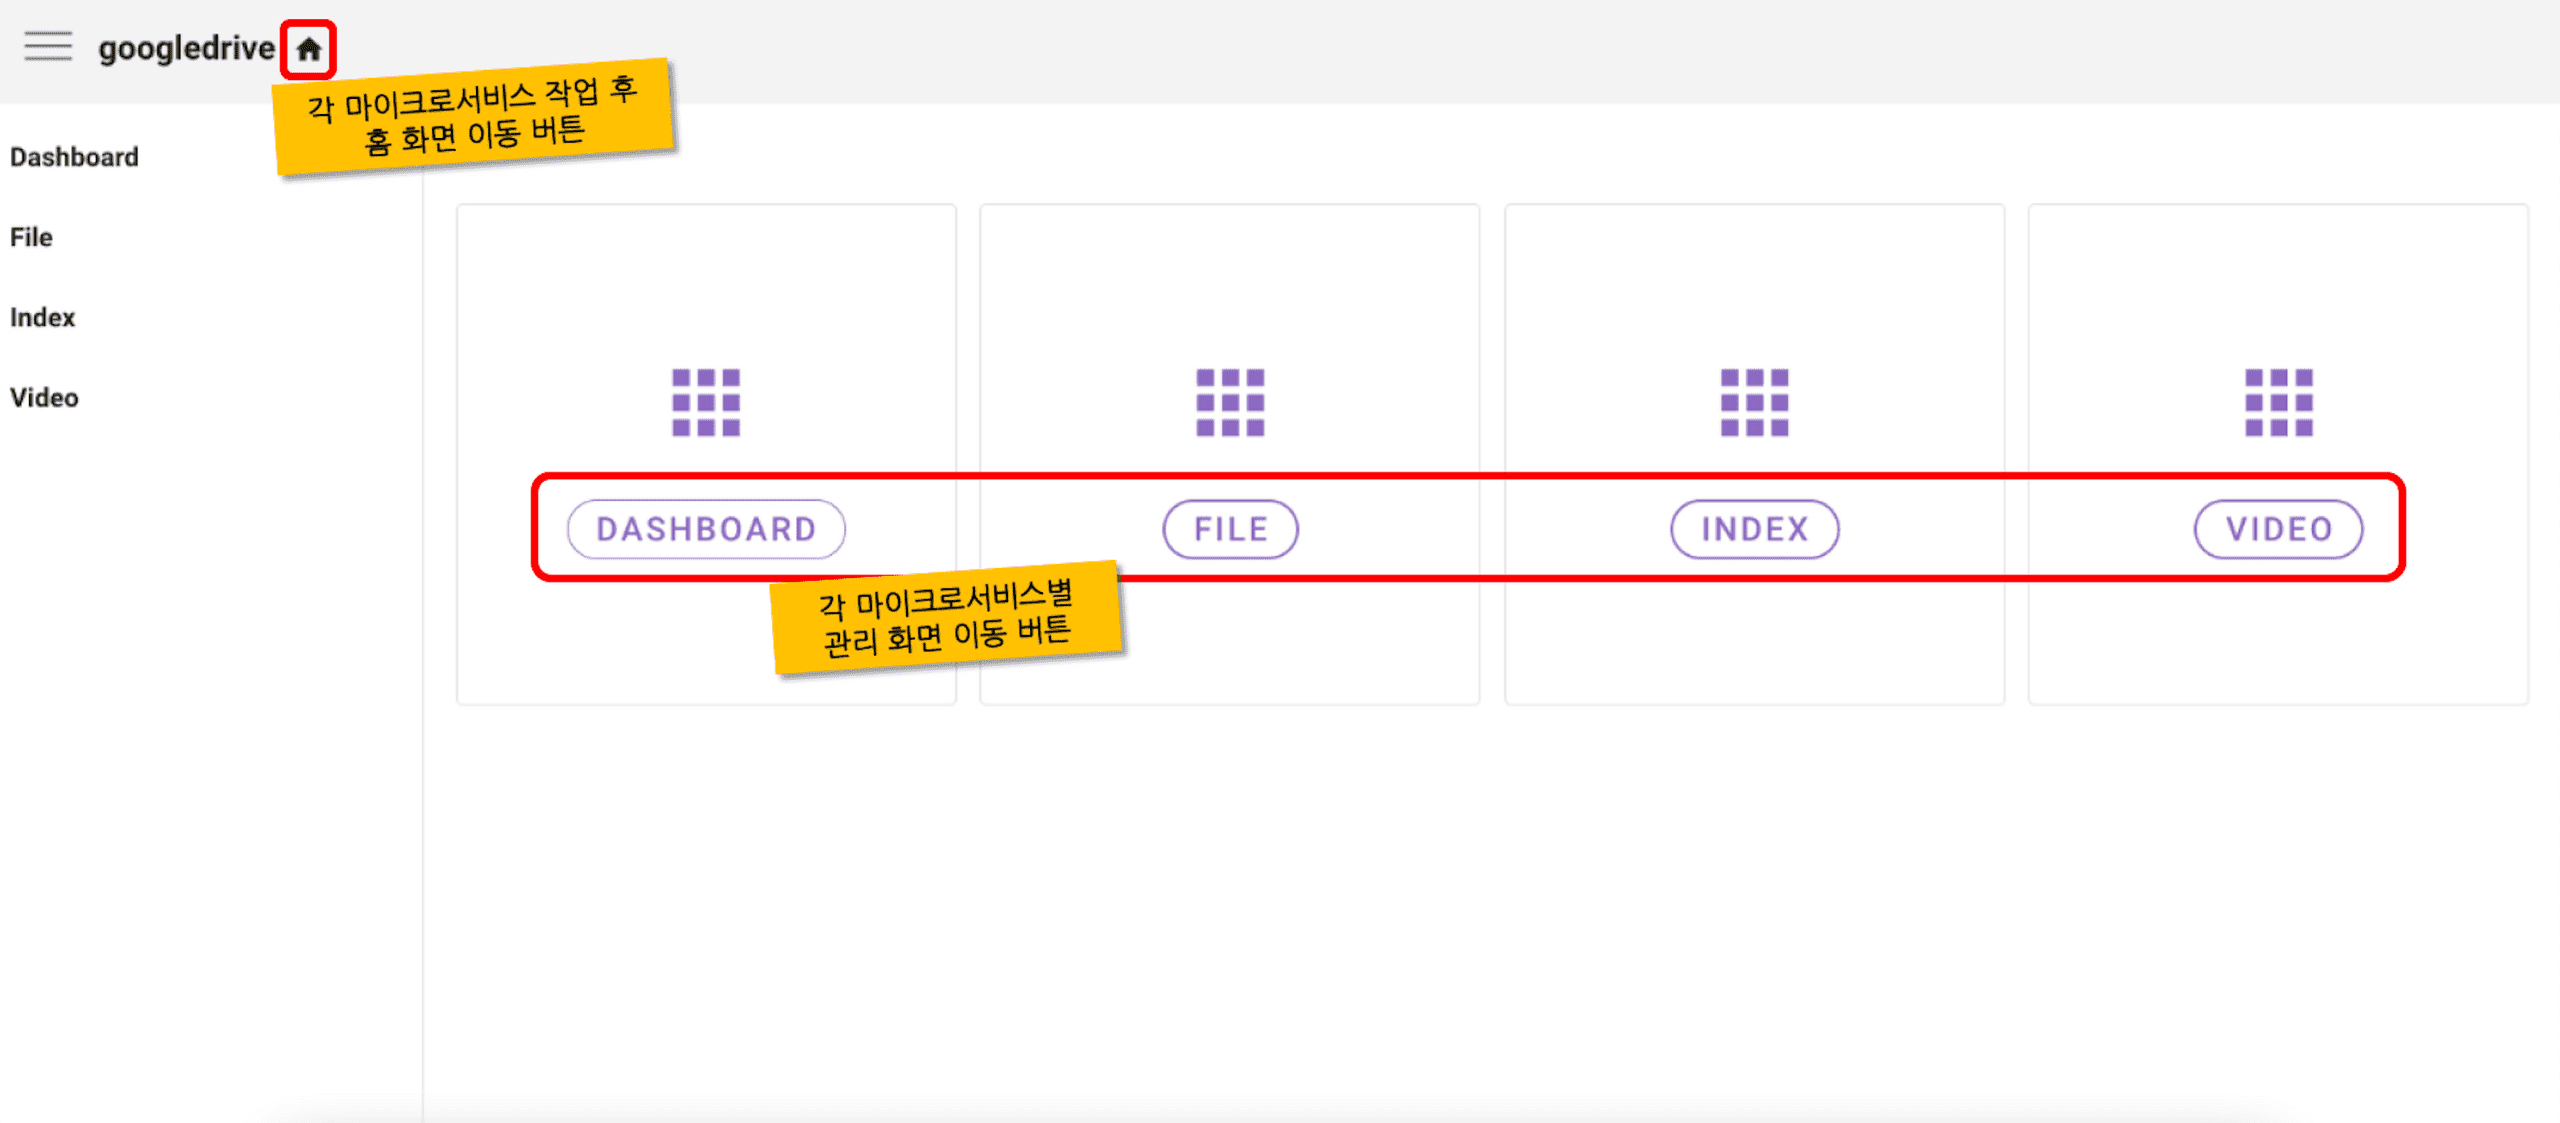 googledrive
각 마이크로서비스 작업 후
홈 화면 이동 버튼
Dashboard
File
Index
Video
DASHBOARD
FILE
INDEX
VIDEO
각 마이크로서비스별
관리 화면 이동 버튼